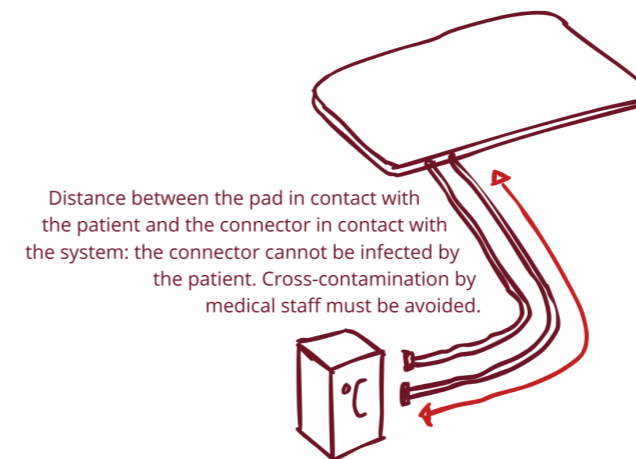 Distance between the pad in contact with
the patient and the connector in contact with
the system: the connector cannot be infected by
the patient. Cross-contamination by
medical staff must be avoided.
°C